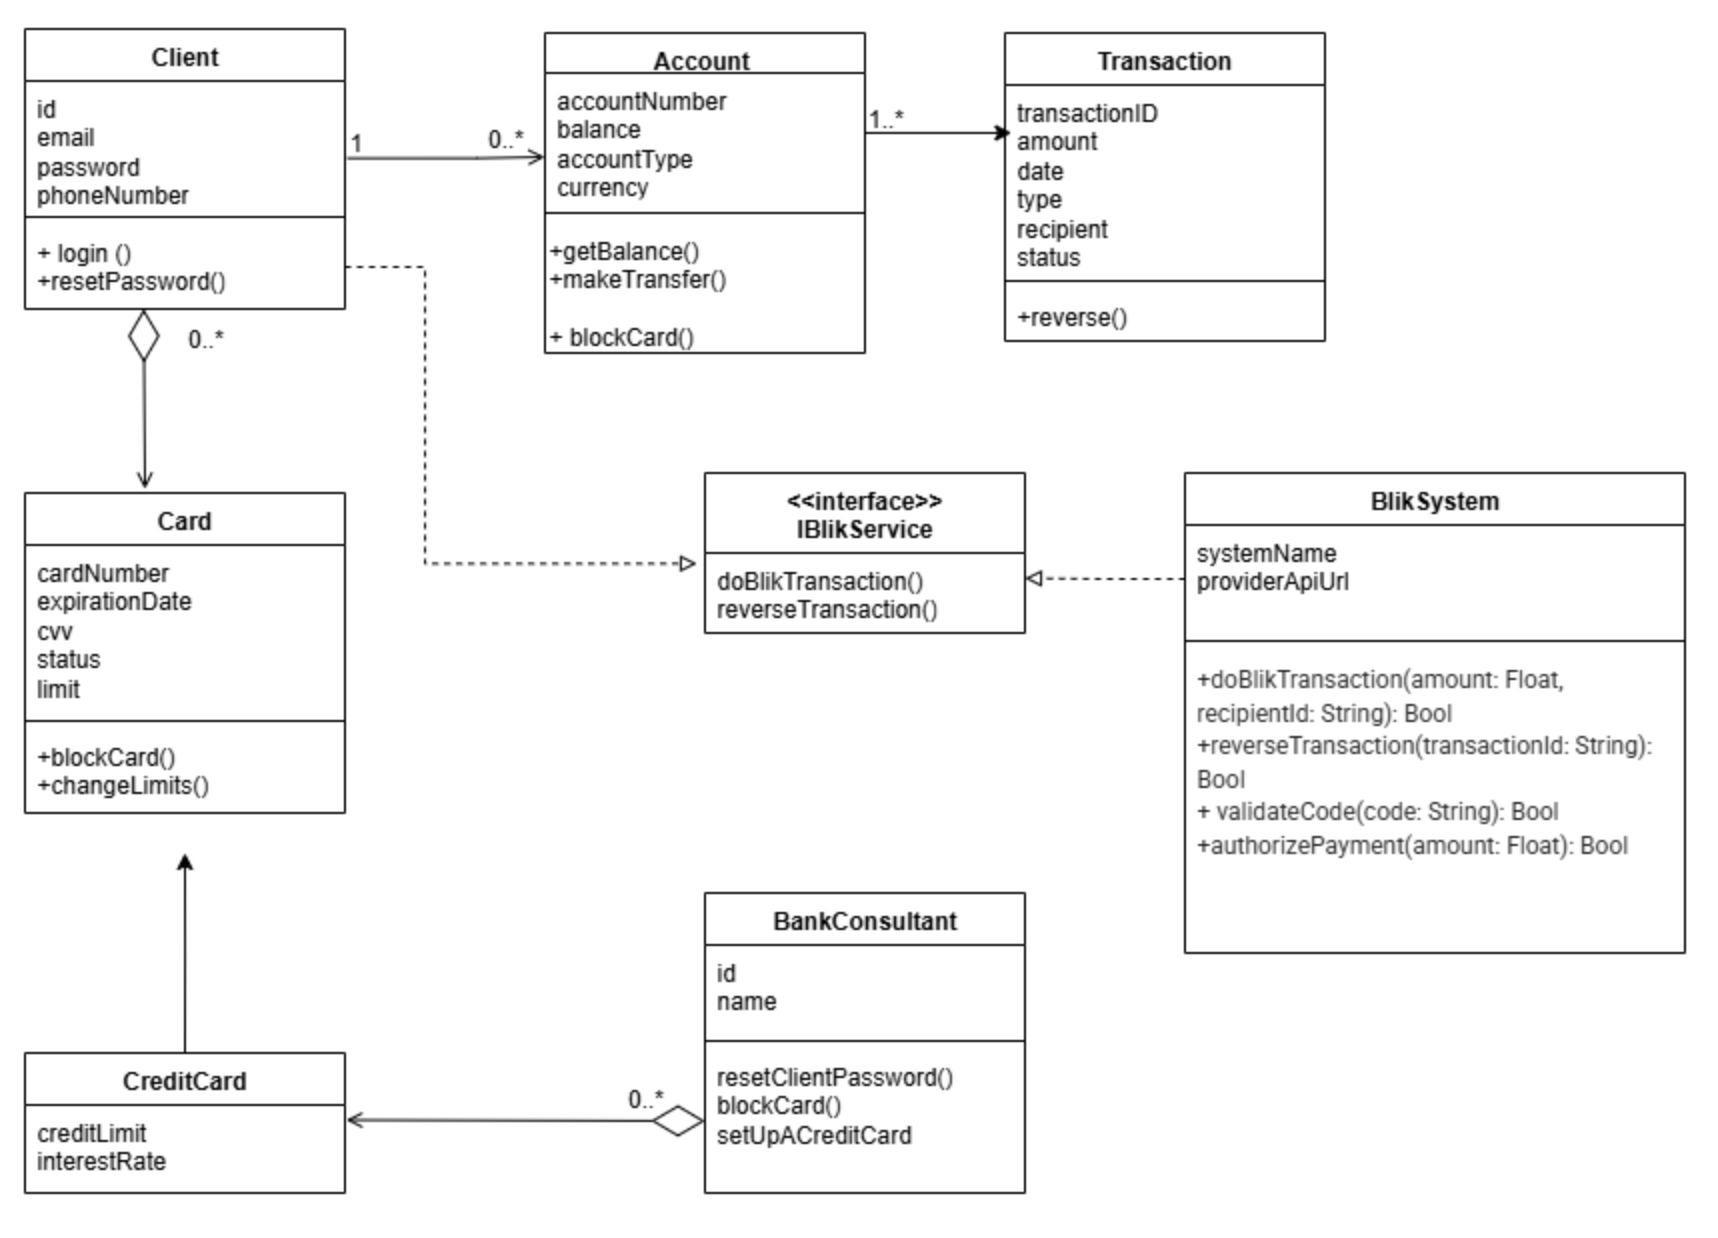 Client
id
email
password
phoneNumber
+ login ()
+resetPassword()
1
0..*
Account
accountNumber
balance
accountType
currency
+getBalance()
+makeTransfer()
+ blockCard()
1..*
Transaction
transactionID
amount
date
type
recipient
status
+reverse()
0..*
Card
cardNumber
expirationDate
cvv
status
limit
+blockCard()
+changeLimits()
<<interface>>
IBlikService
doBlikTransaction()
reverseTransaction()
BlikSystem
systemName
providerApiUrl
+doBlikTransaction(amount: Float,
recipientId: String): Bool
+reverseTransaction(transactionId: String):
Bool
+ validateCode(code: String): Bool
+authorizePayment(amount: Float): Bool
CreditCard
creditLimit
interestRate
0..*
BankConsultant
id
name
resetClientPassword()
blockCard()
setUpACreditCard